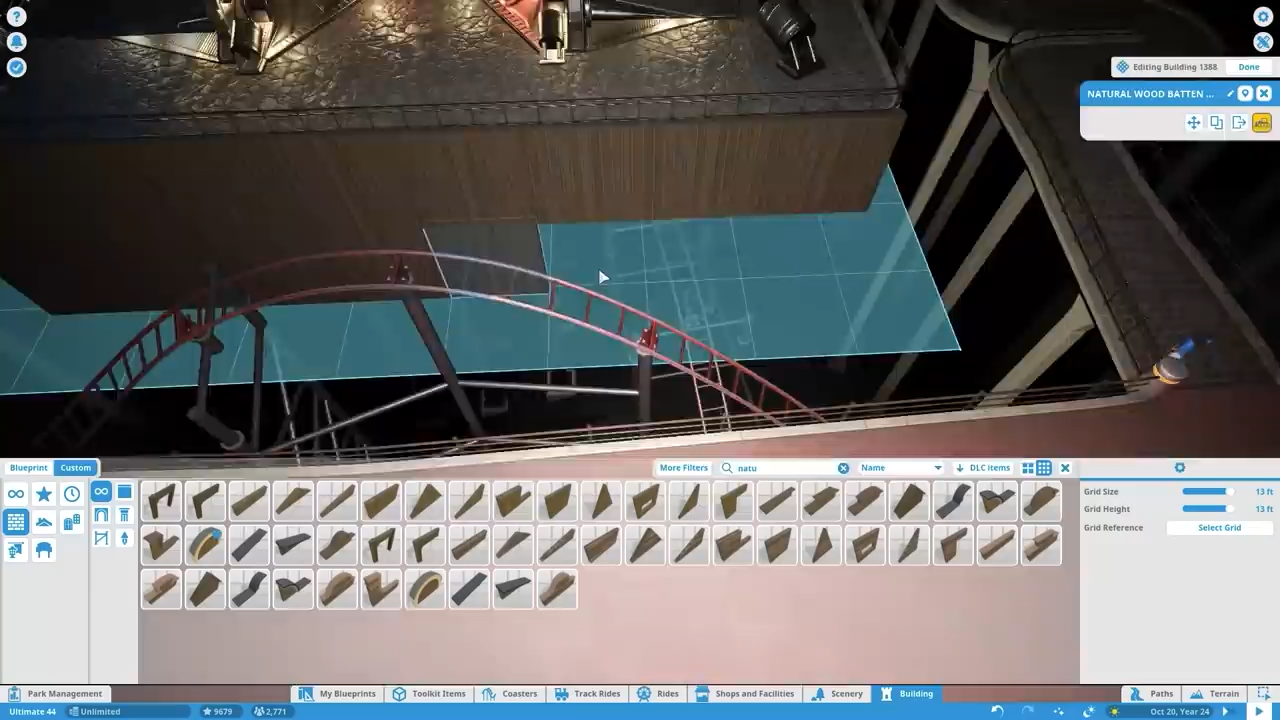 ?
Editing Building 1388
Done
NATURAL WOOD BATTEN ...
Blueprint
Custom
More Filters
natu
Name
DLC Items
Grid Size
13 ft
Grid Height
13 ft
Grid Reference
Select Grid
Park Management
My Blueprints
Toolkit Items
Coasters
Track Rides
Rides
Shops and Facilities
Scenery
Building
Paths
Terrain
Ultimate 44
Unlimited
9679
2,771
Oct 20, Year 24